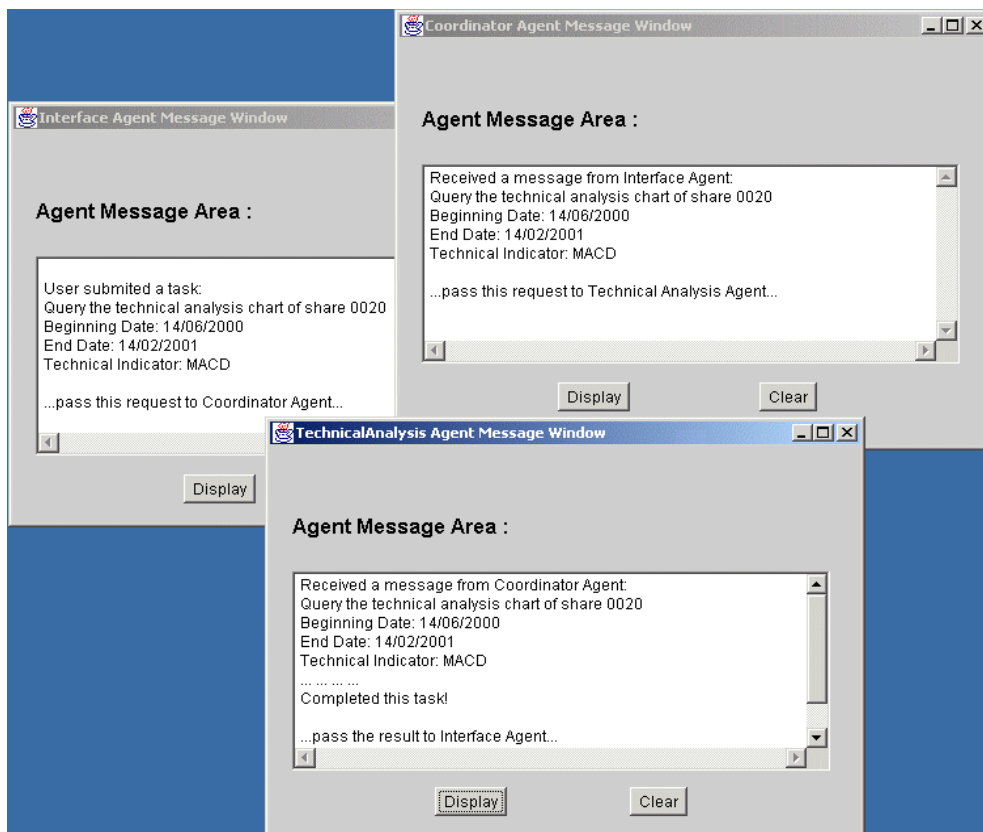 Coordinator Agent Message Window
Agent Message Area :
Received a message from Interface Agent:
Query the technical analysis chart of share 0020
Beginning Date: 14/06/2000
End Date: 14/02/2001
Technical Indicator: MACD
...pass this request to Technical Analysis Agent...
Display
Clear
Interface Agent Message Window
Agent Message Area :
User submited a task:
Query the technical analysis chart of share 0020
Beginning Date: 14/06/2000
End Date: 14/02/2001
Technical Indicator: MACD
...pass this request to Coordinator Agent...
Display
TechnicalAnalysis Agent Message Window
Agent Message Area :
Received a message from Coordinator Agent:
Query the technical analysis chart of share 0020
Beginning Date: 14/06/2000
End Date: 14/02/2001
Technical Indicator: MACD
... ... ... ...
Completed this task!
...pass the result to Interface Agent...
Display
Clear